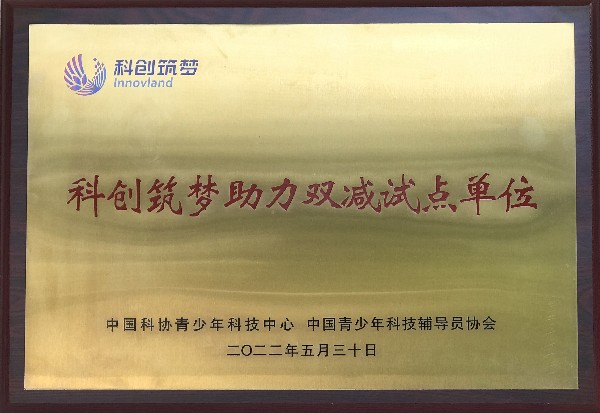 科创筑梦
Innovland
科创筑梦助力双减试点单位
中国科协青少年科技中心 中国青少年科技辅导员协会
二〇二二年五月三十日